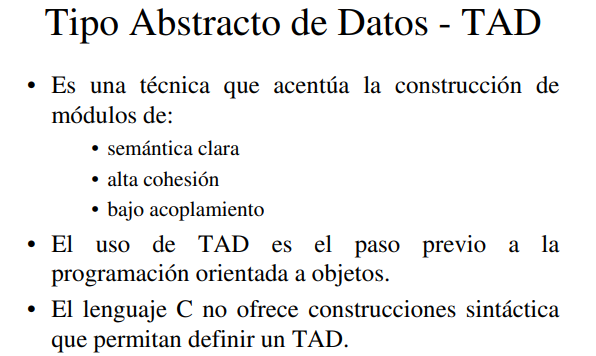 Tipo Abstracto de Datos - TAD
• Es una técnica que acentúa la construcción de
módulos de:
• semántica clara
• alta cohesión
• bajo acoplamiento
• El uso de TAD es el paso previo a la
programación orientada a objetos.
• El lenguaje C no ofrece construcciones sintáctica
que permitan definir un TAD.